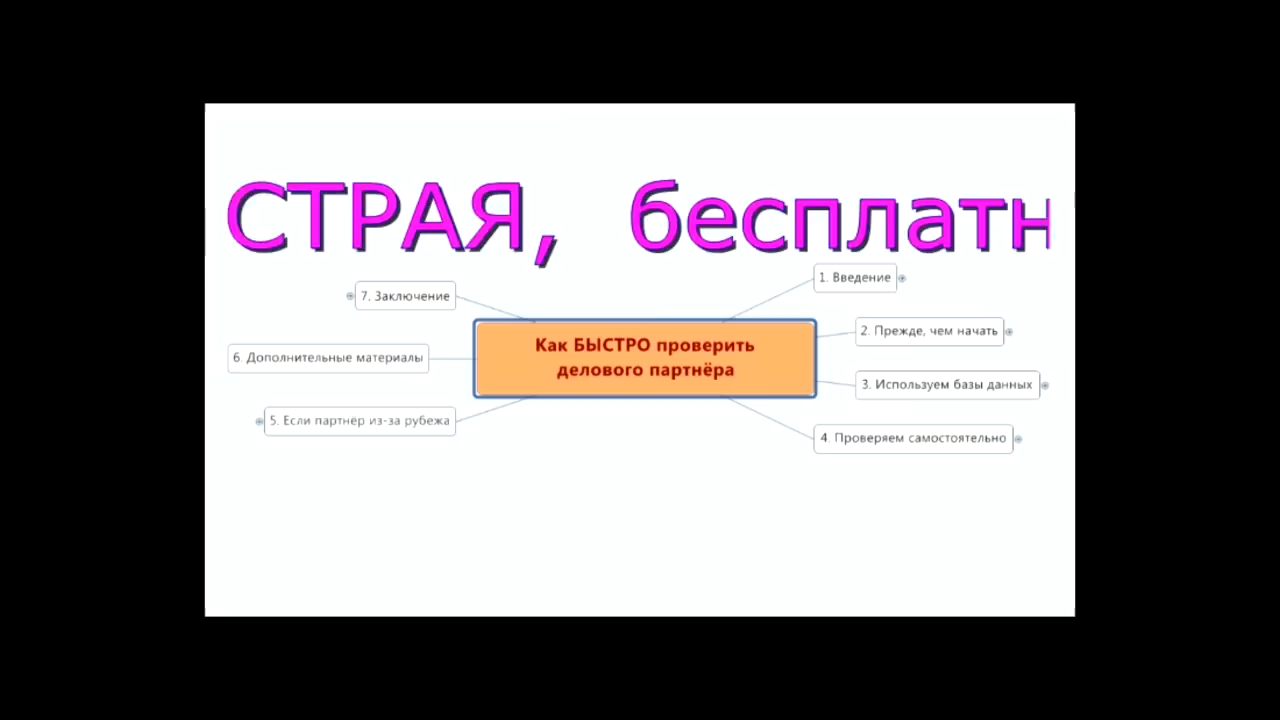 СТРАЯ, бесплатн
1. Введение
7. Заключение
2. Прежде, чем начать
Как БЫСТРО проверить
делового партнёра
6. Дополнительные материалы
3. Используем базы данных
5. Если партнёр из-за рубежа
4. Проверяем самостоятельно